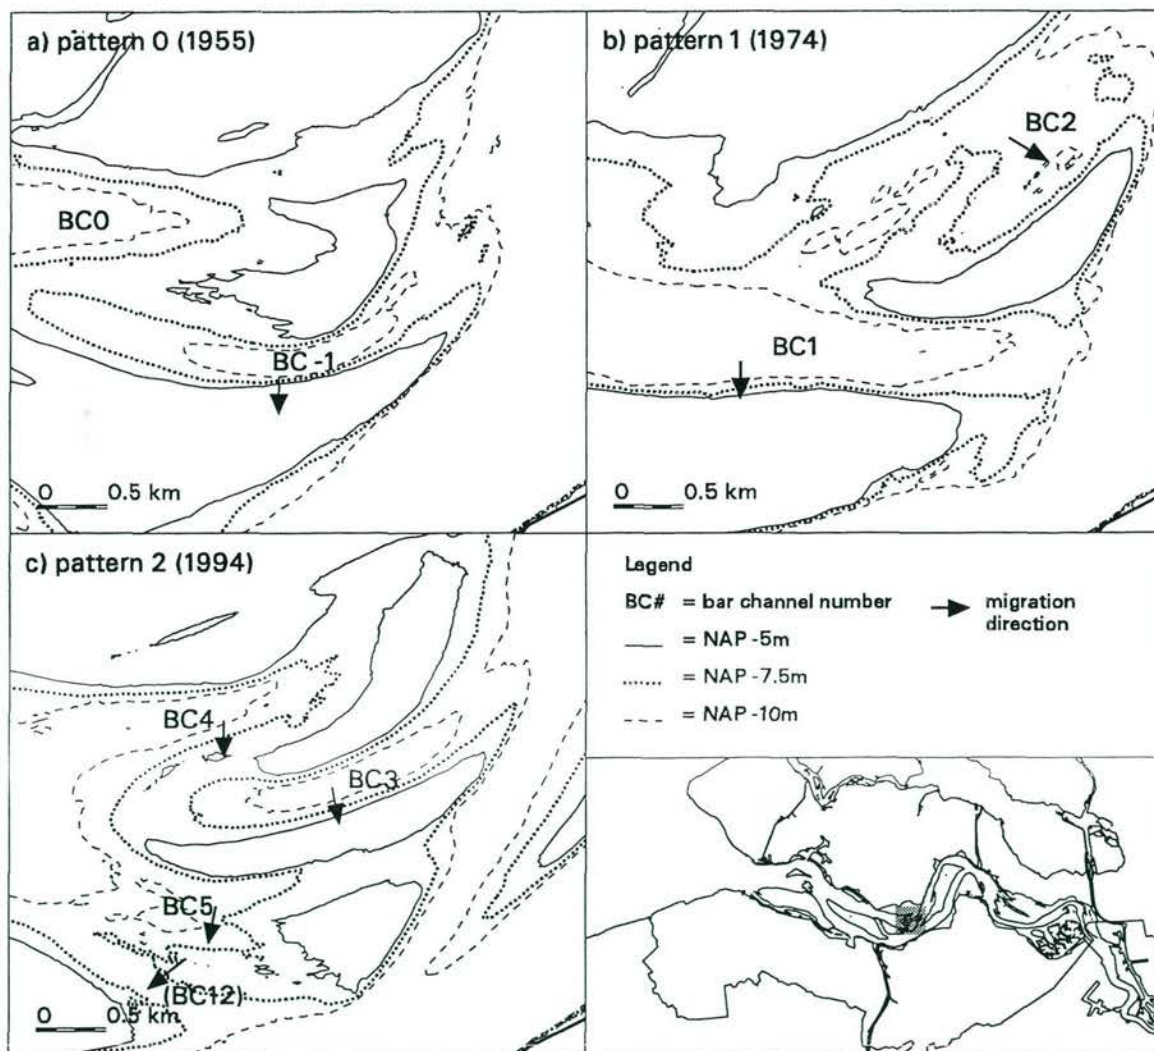 a) pattern 0 (1955)
BC0
BC -1
0 0.5 km
b) pattern 1 (1974)
BC2
BC1
0 0.5 km
c) pattern 2 (1994)
BC4
BC3
BC5
(BC12)
0 0.5 km
Legend
BC# = bar channel number
migration
direction
= NAP -5m
= NAP -7.5m
= NAP -10m